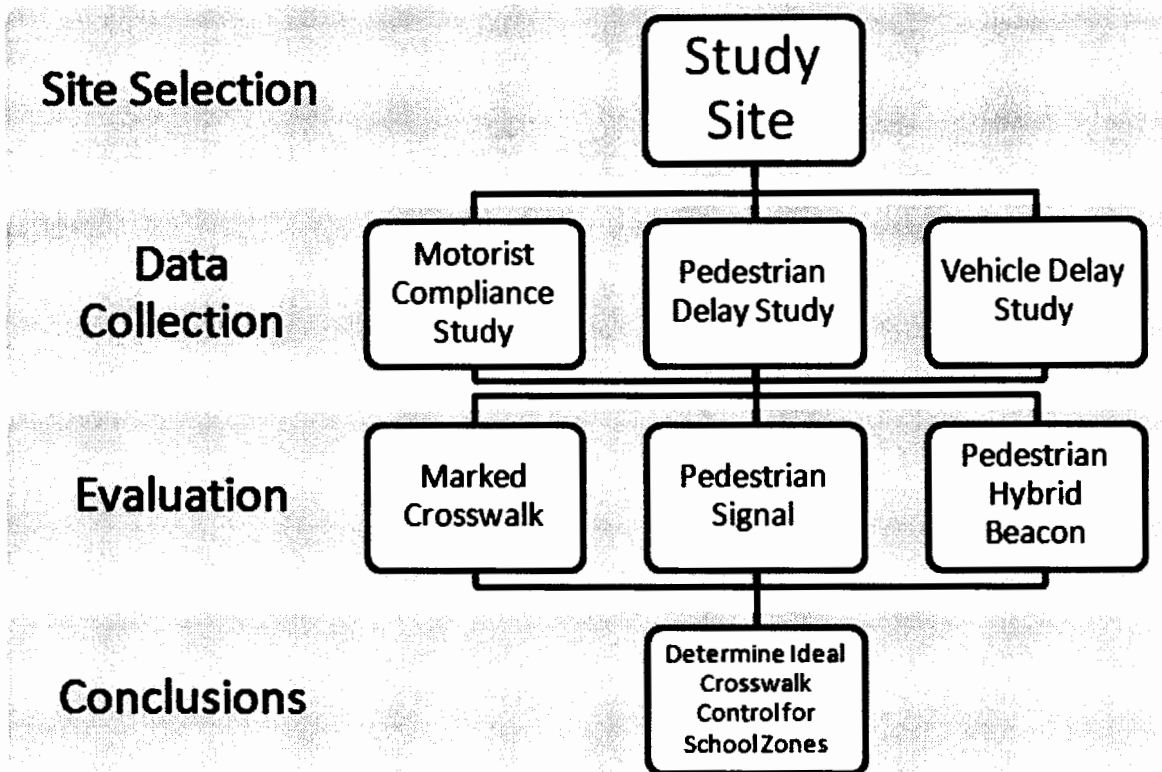 Site Selection
Study
Site
Data
Collection
Motorist
Compliance
Study
Pedestrian
Delay Study
Vehicle Delay
Study
Evaluation
Marked
Crosswalk
Pedestrian
Signal
Pedestrian
Hybrid
Beacon
Conclusions
Determine Ideal
Crosswalk
Control for
School Zones